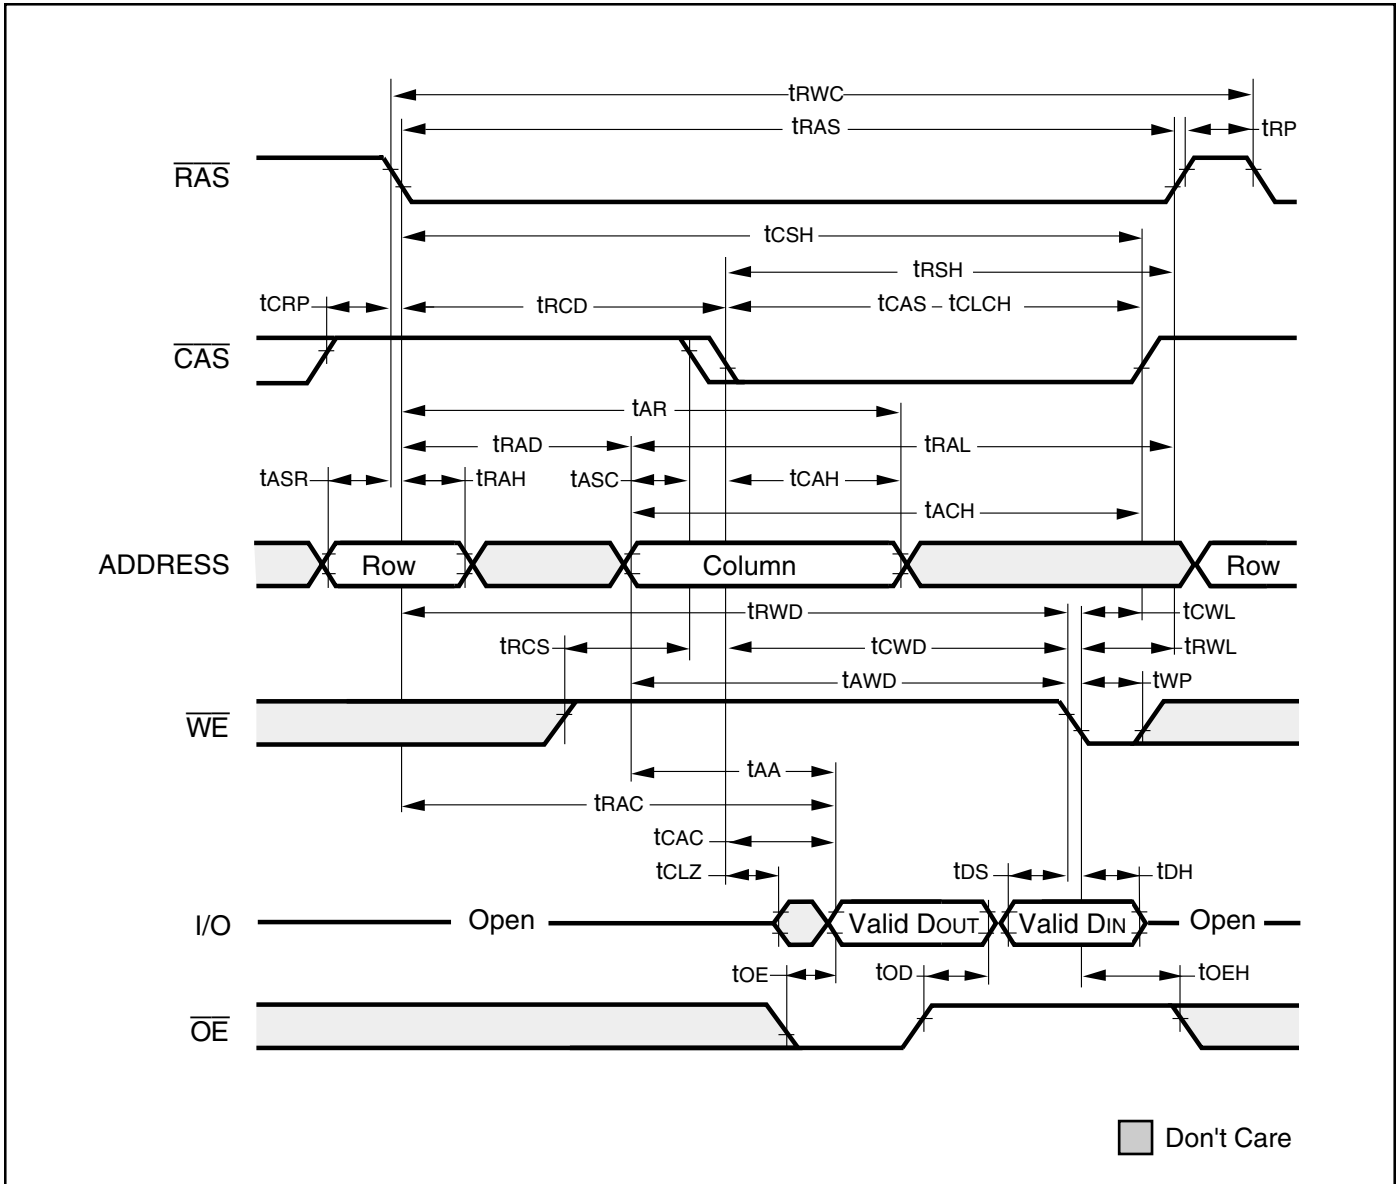 tRWC
tRAS
tRP
RAS
tCSH
tRSH
tCRP
tRCD
tCAS – tCLCH
CAS
tAR
tRAD
tRAL
tASR
tRAH
tASC
tCAH
tACH
ADDRESS
Row
Column
Row
tRWD
tCWL
tRCS
tCWD
tRWL
tAWD
tWP
WE
tAA
tRAC
tCAC
tCLZ
tDS
tDH
I/O
Open
Valid DOUT
Valid DIN
Open
tOE
tOD
tOEH
OE
Don't Care